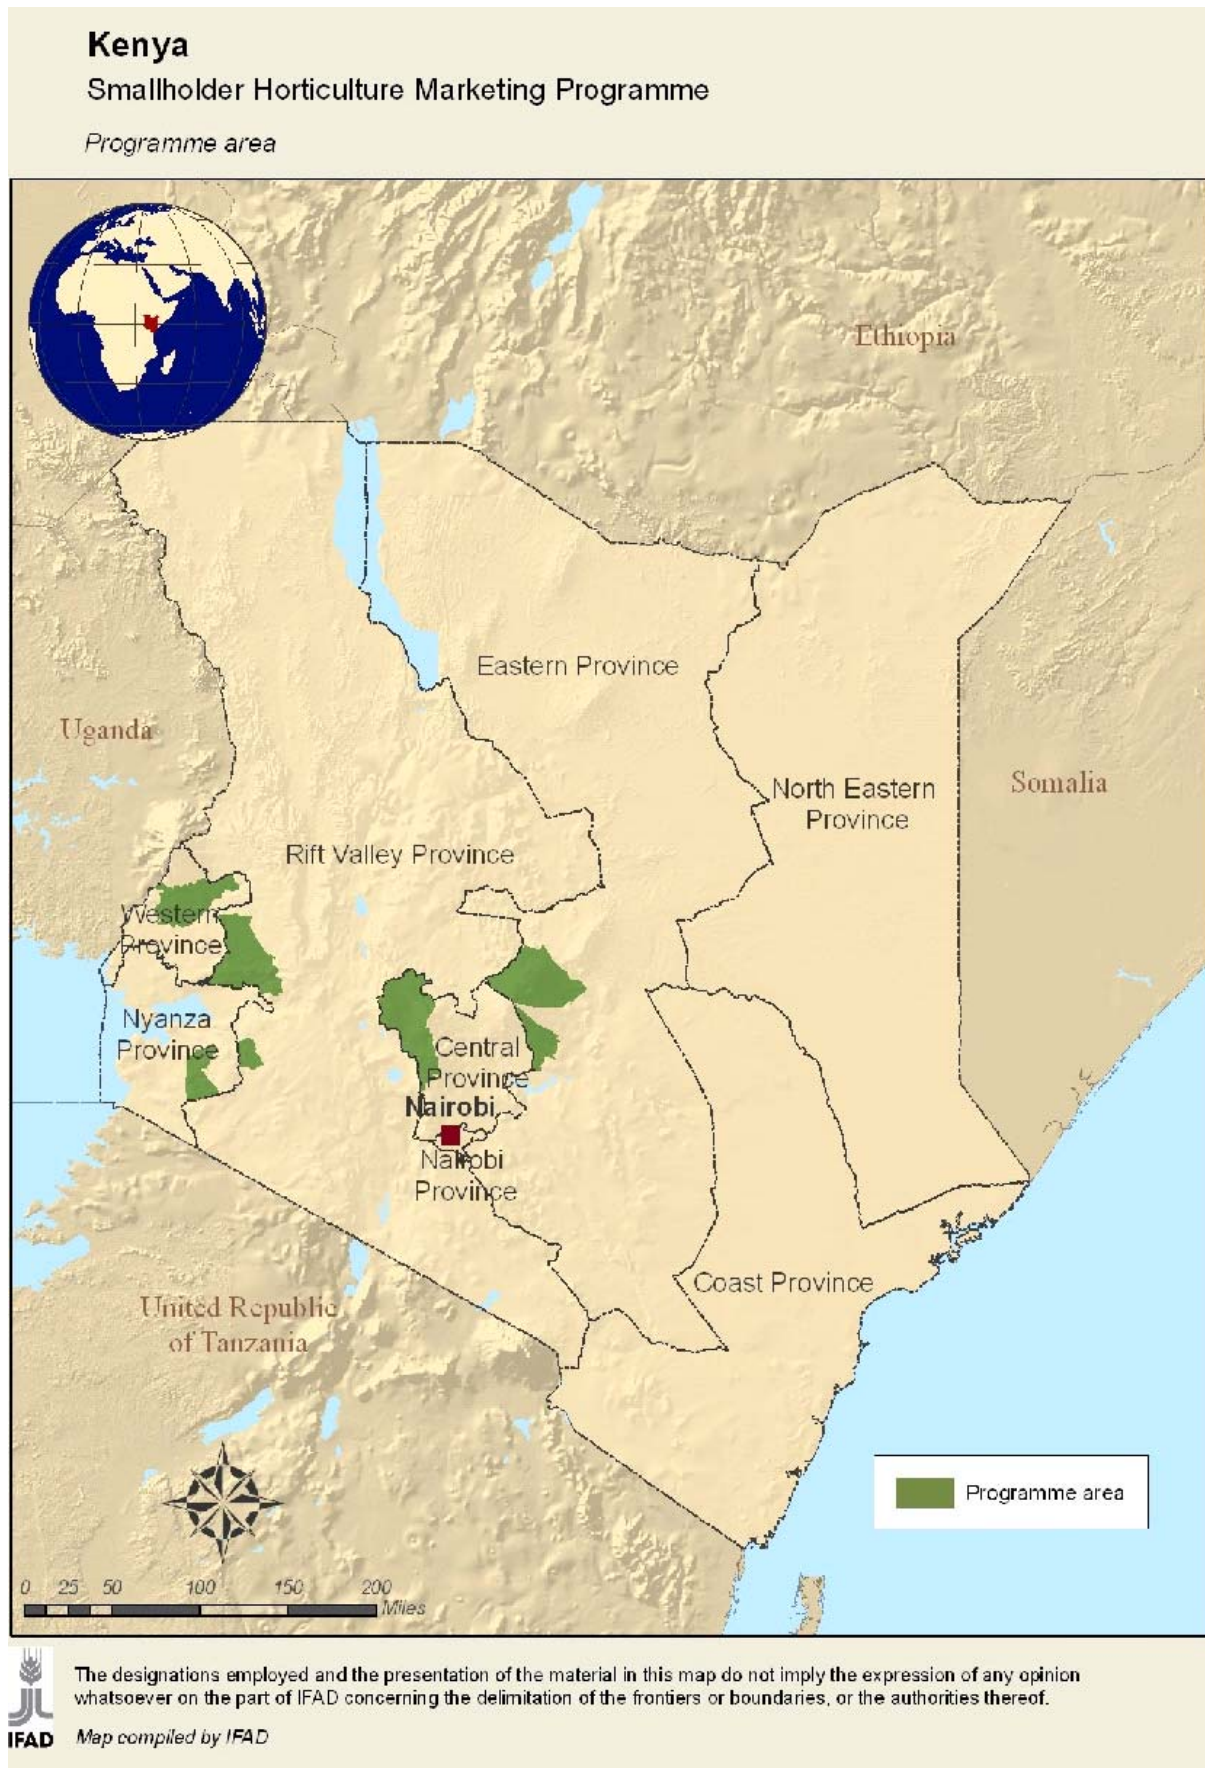 Kenya
Smallholder Horticulture Marketing Programme
Programme area
Ethiopia
Eastern Province
Uganda
North Eastern
Province
Somalia
Rift Valley Province
Western
Province
Nyanza
Province
Central
Province
Nairobi
Nairobi
Province
Coast Province
United Republic
of Tanzania
Programme area
0 25 50 100 150 200
Miles
The designations employed and the presentation of the material in this map do not imply the expression of any opinion
whatsoever on the part of IFAD concerning the delimitation of the frontiers or boundaries, or the authorities thereof.
IFAD
Map compiled by IFAD